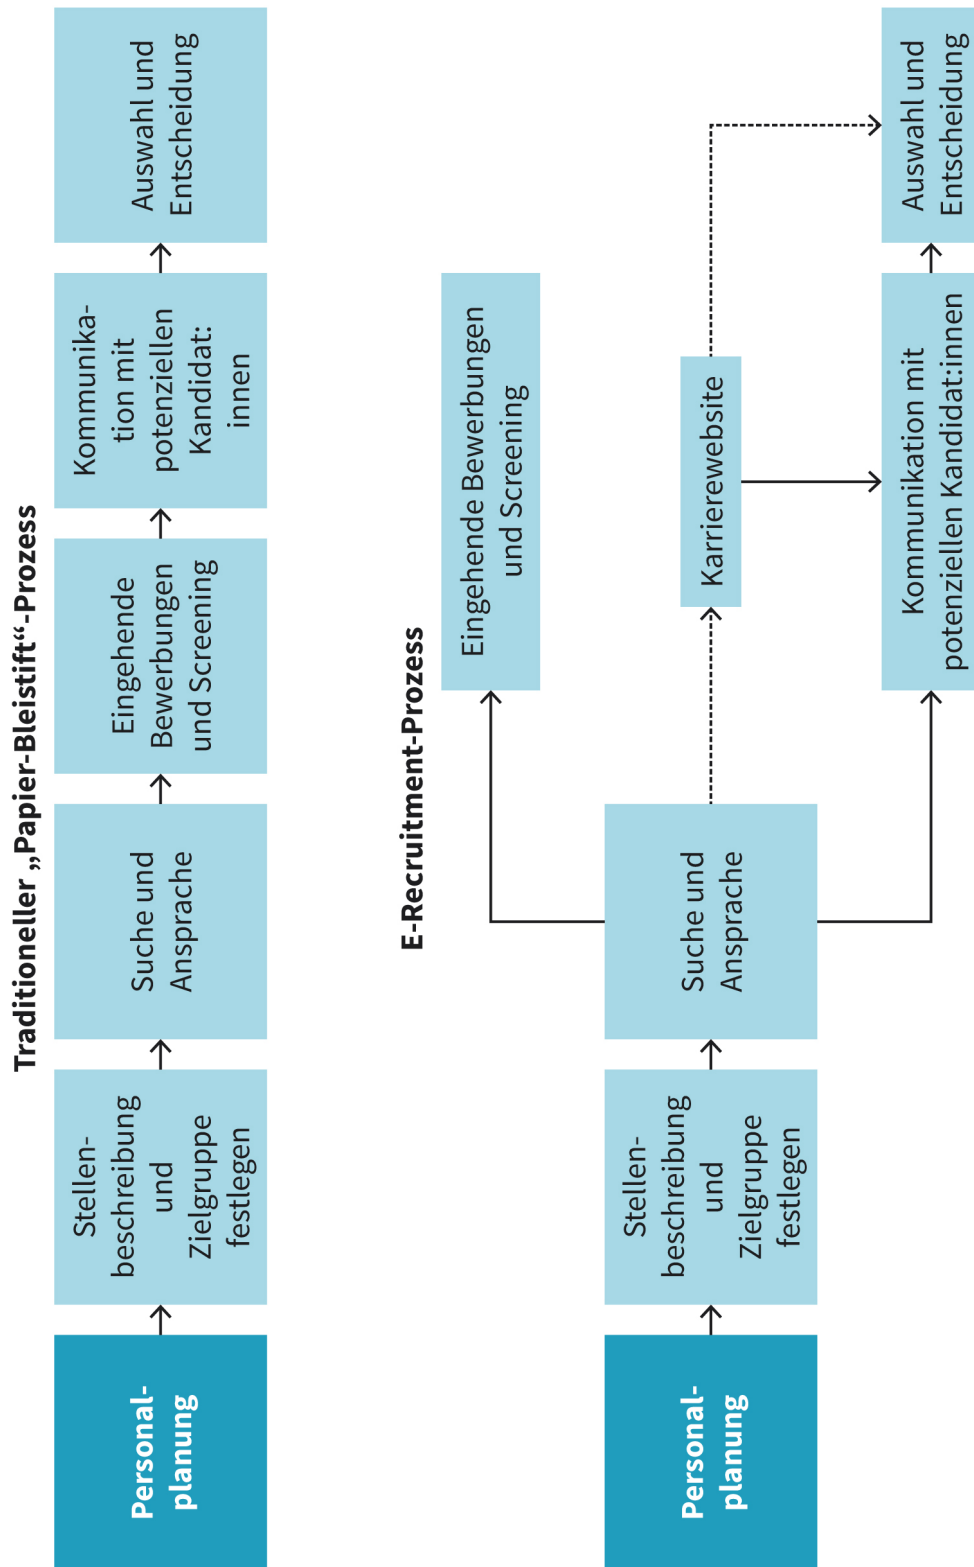 Traditioneller „Papier-Bleistift“-Prozess
Personal-
planung
Stellen-
beschreibung
und
Zielgruppe
festlegen
Suche und
Ansprache
Eingehende
Bewerbungen
und Screening
Kommunika-
tion mit
potenziellen
Kandidat:
innen
Auswahl und
Entscheidung
E-Recruitment-Prozess
Personal-
planung
Stellen-
beschreibung
und
Zielgruppe
festlegen
Suche und
Ansprache
Eingehende Bewerbungen
und Screening
Karrierewebsite
Kommunikation mit
potenziellen Kandidat:innen
Auswahl und
Entscheidung